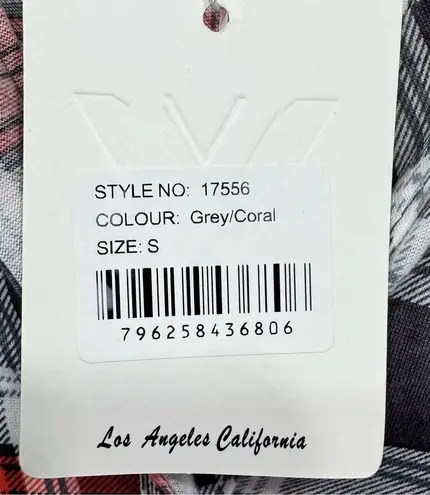 STYLE NO: 17556
COLOUR: Grey/Coral
SIZE: S
796258436806
Los Angeles California